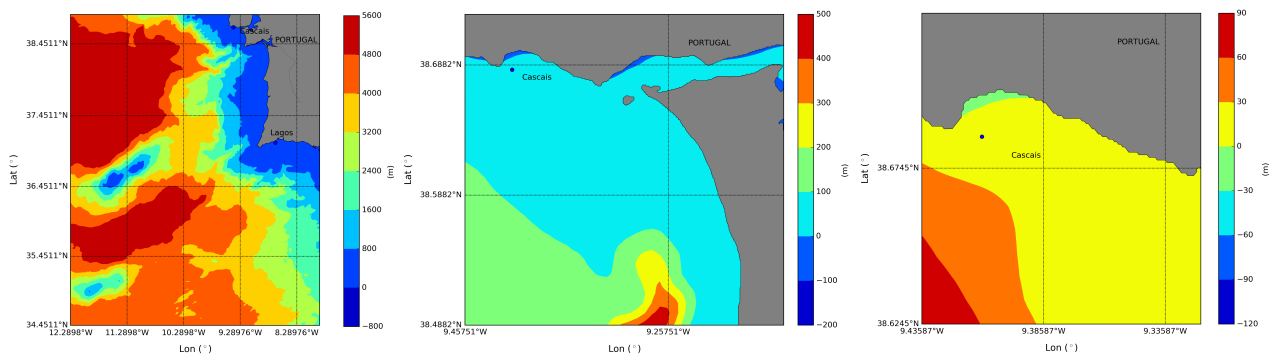 Cascais
PORTUGAL
Lagos
38.4511°N
37.4511°N
36.4511°N
35.4511°N
34.4511°N
12.2898°W
11.2898°W
10.2898°W
9.28976°W
8.28976°W
Lat (°)
Lon (°)
5600
4800
4000
3200
2400
1600
800
0
−800
(m)
PORTUGAL
Cascais
38.6882°N
38.5882°N
38.4882°N
9.45751°W
9.25751°W
Lat (°)
Lon (°)
500
400
300
200
100
0
−100
−200
(m)
PORTUGAL
Cascais
38.6745°N
38.6245°N
9.43587°W
9.38587°W
9.33587°W
Lat (°)
Lon (°)
90
60
30
0
−30
−60
−90
−120
(m)